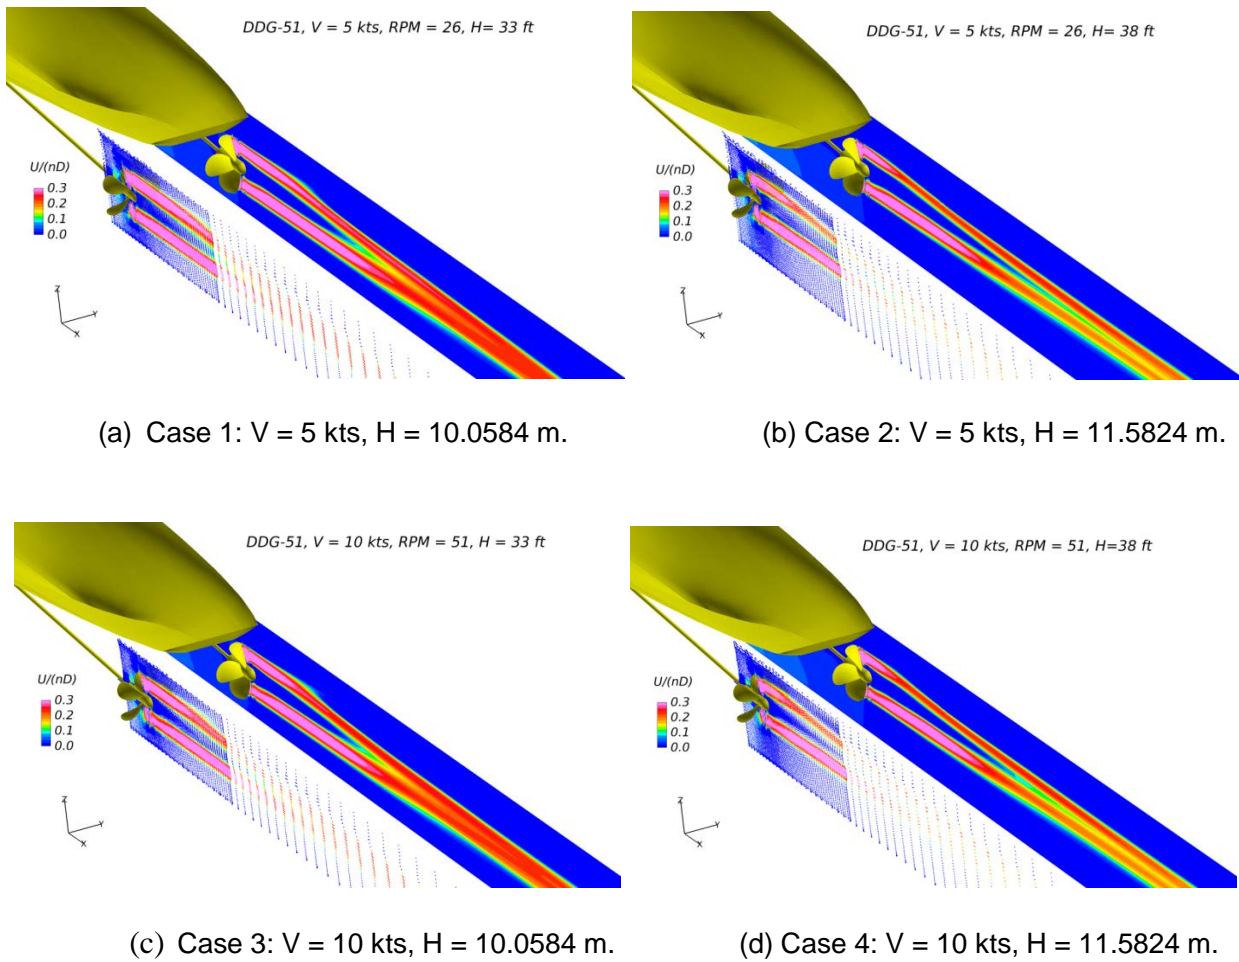 DDG-51, V = 5 kts, RPM = 26, H= 33 ft
U/(nD)
0.3
0.2
0.1
0.0
Z
Y
X
(a) Case 1: V = 5 kts, H = 10.0584 m.
DDG-51, V = 5 kts, RPM = 26, H= 38 ft
U/(nD)
0.3
0.2
0.1
0.0
Z
Y
X
(b) Case 2: V = 5 kts, H = 11.5824 m.
DDG-51, V = 10 kts, RPM = 51, H = 33 ft
U/(nD)
0.3
0.2
0.1
0.0
Z
Y
X
(c) Case 3: V = 10 kts, H = 10.0584 m.
DDG-51, V = 10 kts, RPM = 51, H=38 ft
U/(nD)
0.3
0.2
0.1
0.0
Z
Y
X
(d) Case 4: V = 10 kts, H = 11.5824 m.